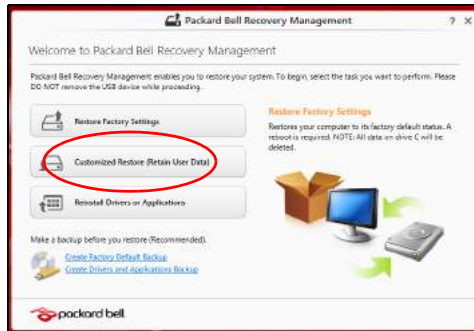 Packard Bell Recovery Management
? X
Welcome to Packard Bell Recovery Management
Packard Bell Recovery Management enables you to restore your system. To begin, select the task you want to perform. Please
DO NOT remove the USB device while proceeding.
Restore Factory Settings
Customized Restore (Retain User Data)
Reinstall Drivers or Applications
Restore Factory Settings
Restores your computer to its factory default status. A
reboot is required. NOTE: All data on drive C will be
deleted.
Make a backup before you restore (Recommended).
Create Factory Default Backup
Create Drivers and Applications Backup
packard bell